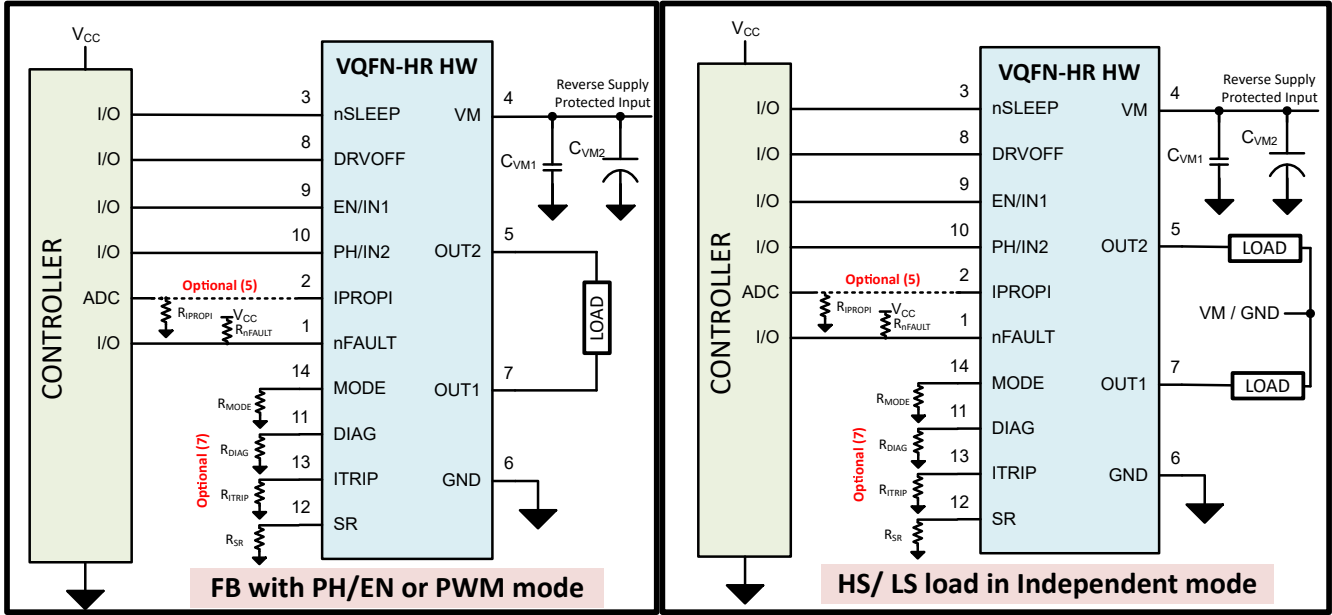 VCC
VQFN-HR HW
CONTROLLER
I/O 3 nSLEEP
VM 4 Reverse Supply
Protected Input
I/O 8 DRVOFF
CVM1 CVM2
I/O 9 EN/IN1
I/O 10 PH/IN2 OUT2 5
Optional (5)
ADC 2 IPROPI
RIPROPI VCC
RnFAULT
LOAD
I/O 1 nFAULT
14 MODE OUT1 7
RMODE
11 DIAG
RDIAG
Optional (7)
13 ITRIP GND 6
RITRIP
12 SR
RSR
FB with PH/EN or PWM mode
VCC
VQFN-HR HW
CONTROLLER
I/O 3 nSLEEP
VM 4 Reverse Supply
Protected Input
I/O 8 DRVOFF
CVM1 CVM2
I/O 9 EN/IN1
I/O 10 PH/IN2 OUT2 5 LOAD
Optional (5)
ADC 2 IPROPI
RIPROPI VCC
RnFAULT
VM / GND
I/O 1 nFAULT
14 MODE OUT1 7 LOAD
RMODE
11 DIAG
RDIAG
Optional (7)
13 ITRIP GND 6
RITRIP
12 SR
RSR
HS/ LS load in Independent mode